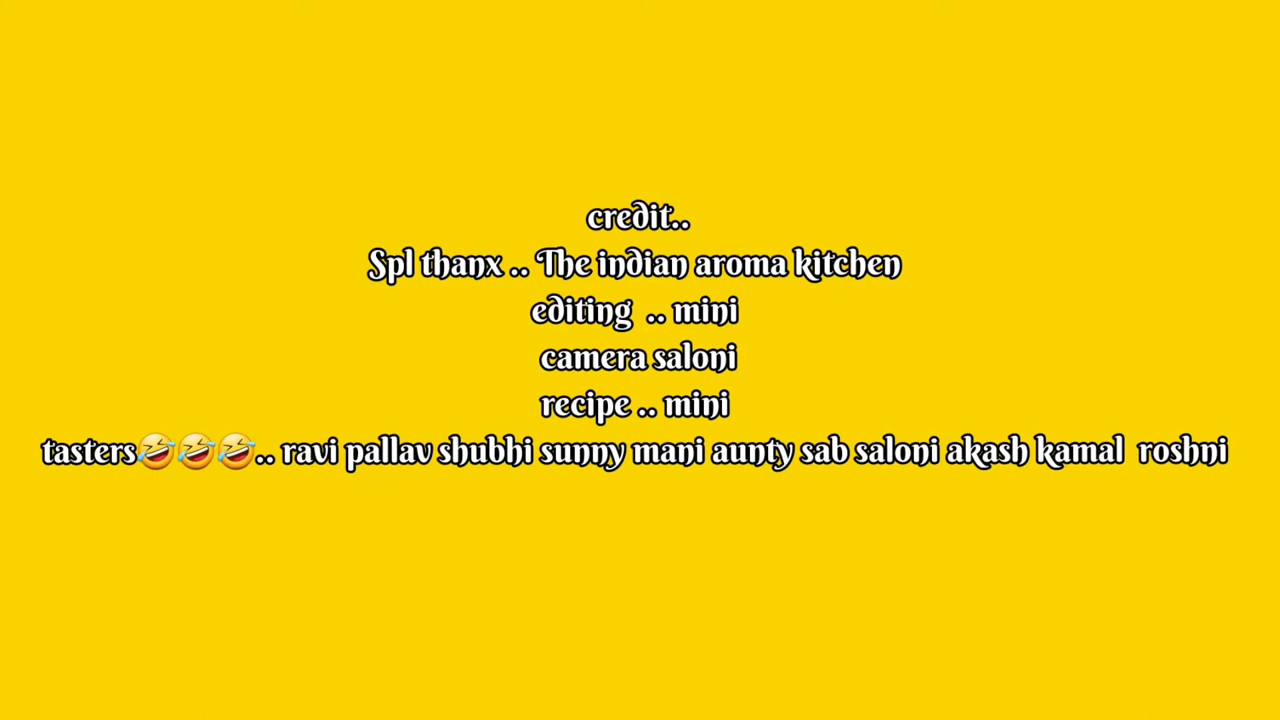 credit..
Spl thanx .. The indian aroma kitchen
editing .. mini
camera saloni
recipe .. mini
tasters🤣🤣🤣.. ravi pallav shubhi sunny mani aunty sab saloni akash kamal roshni